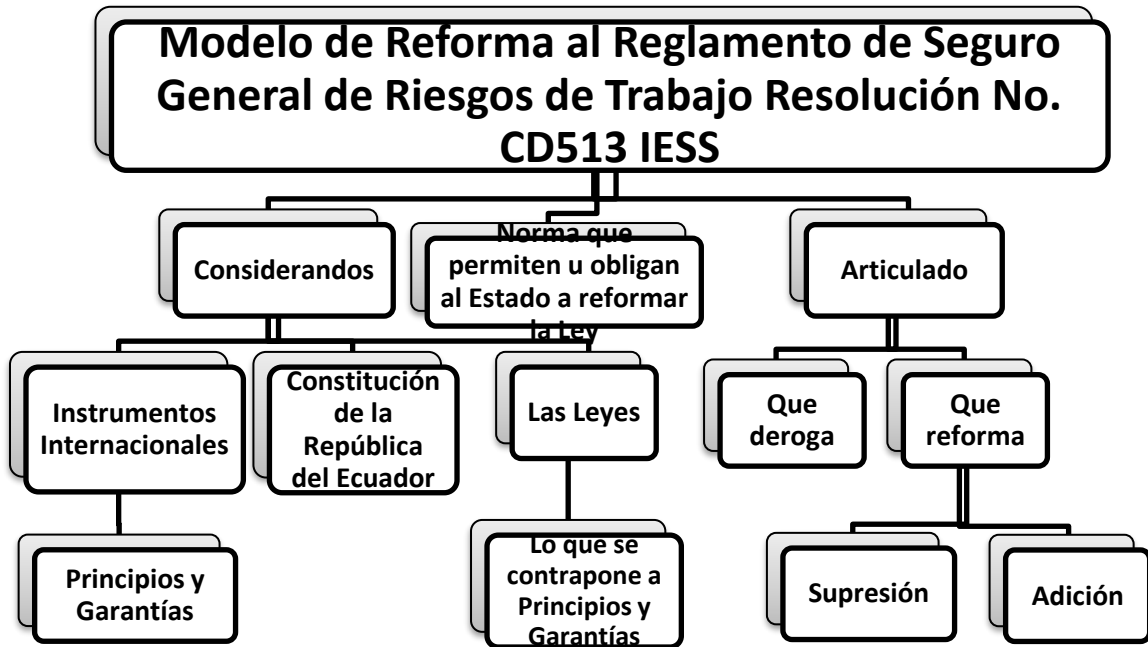 Modelo de Reforma al Reglamento de Seguro
General de Riesgos de Trabajo Resolución No.
CD513 IESS
Considerandos
Norma que
permiten u obligan
al Estado a reformar
la Ley
Articulado
Instrumentos
Internacionales
Constitución
de la
República
del Ecuador
Las Leyes
Que
deroga
Que
reforma
Principios y
Garantías
Lo que se
contrapone a
Principios y
Garantías
Supresión
Adición